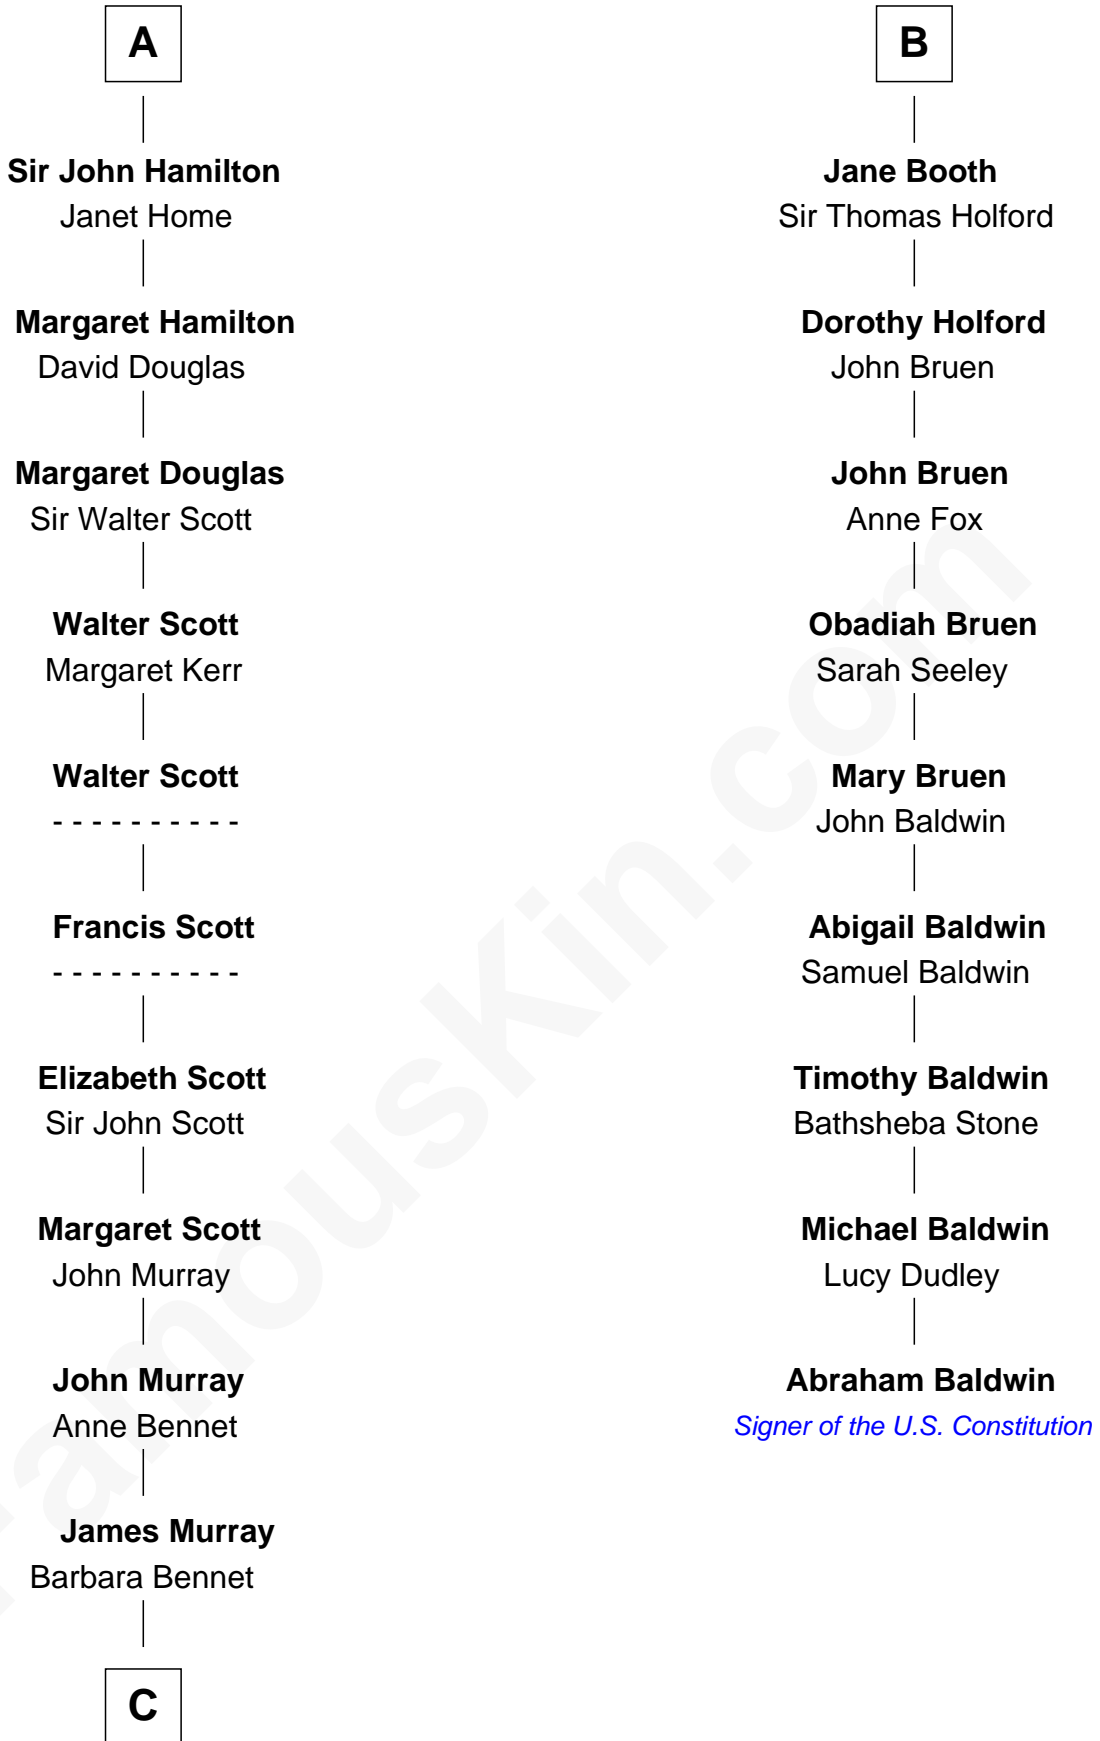 A
Sir John Hamilton
Janet Home
Margaret Hamilton
David Douglas
Margaret Douglas
Sir Walter Scott
Walter Scott
Margaret Kerr
Walter Scott
- - - - - - - - - -
Francis Scott
- - - - - - - - - -
Elizabeth Scott
Sir John Scott
Margaret Scott
John Murray
John Murray
Anne Bennet
James Murray
Barbara Bennet
C
B
Jane Booth
Sir Thomas Holford
Dorothy Holford
John Bruen
John Bruen
Anne Fox
Obadiah Bruen
Sarah Seeley
Mary Bruen
John Baldwin
Abigail Baldwin
Samuel Baldwin
Timothy Baldwin
Bathsheba Stone
Michael Baldwin
Lucy Dudley
Abraham Baldwin
Signer of the U.S. Constitution
FamousKin.com